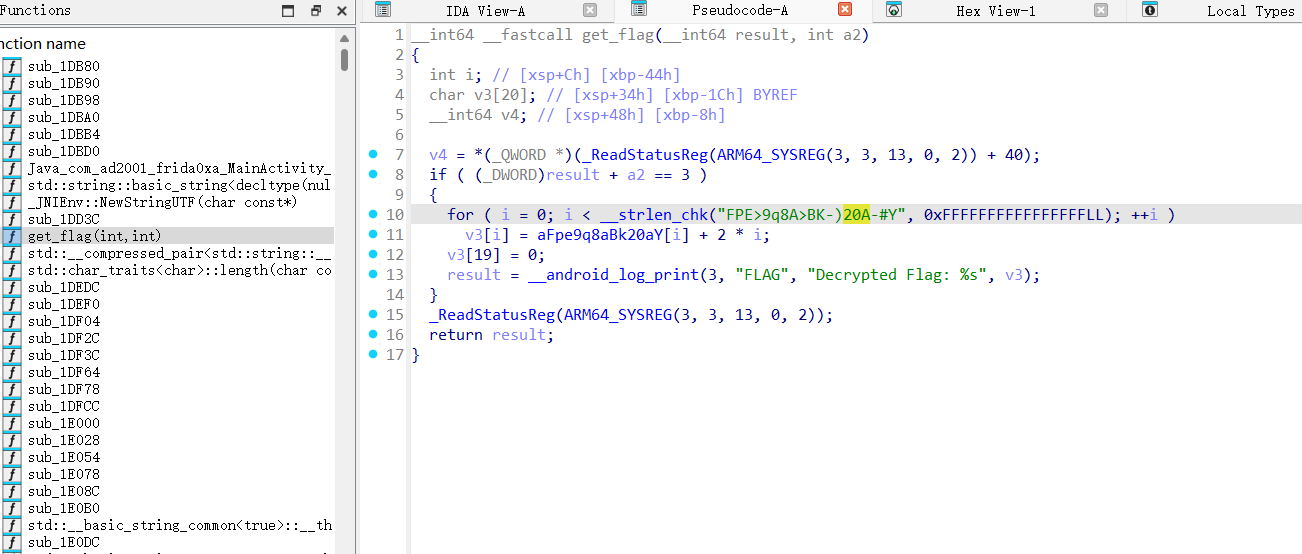 Functions
IDA View-A
Pseudocode-A
Hex View-1
Local Types
nction name
f sub_1DB80
f sub_1DB90
f sub_1DB98
f sub_1DBA0
f sub_1DBB4
f sub_1DBD0
f Java_com_ad2001_frida0xa_MainActivity_
f std::string::basic_string<decltype(nul
f _JNIEnv::NewStringUTF(char const*)
f sub_1DD3C
f get_flag(int,int)
f std::__compressed_pair<std::string::__
f std::char_traits<char>::length(char co
f sub_1DEDC
f sub_1DEF0
f sub_1DF04
f sub_1DF2C
f sub_1DF3C
f sub_1DF64
f sub_1DF78
f sub_1DFCC
f sub_1E000
f sub_1E028
f sub_1E054
f sub_1E078
f sub_1E08C
f sub_1E0B0
f std::__basic_string_common<true>::__th
f sub_1E0DC
1 __int64 __fastcall get_flag(__int64 result, int a2)
2 {
3 int i; // [xsp+Ch] [xbp-44h]
4 char v3[20]; // [xsp+34h] [xbp-1Ch] BYREF
5 __int64 v4; // [xsp+48h] [xbp-8h]
6
7 v4 = *(_QWORD *)(_ReadStatusReg(ARM64_SYSREG(3, 3, 13, 0, 2)) + 40);
8 if ( (_DWORD)result + a2 == 3 )
9 {
10 for ( i = 0; i < __strlen_chk("FPE>9q8A>BK-)20A-#Y", 0xFFFFFFFFFFFFFFFFLL); ++i )
11 v3[i] = aFpe9q8aBk20aY[i] + 2 * i;
12 v3[19] = 0;
13 result = __android_log_print(3, "FLAG", "Decrypted Flag: %s", v3);
14 }
15 _ReadStatusReg(ARM64_SYSREG(3, 3, 13, 0, 2));
16 return result;
17 }